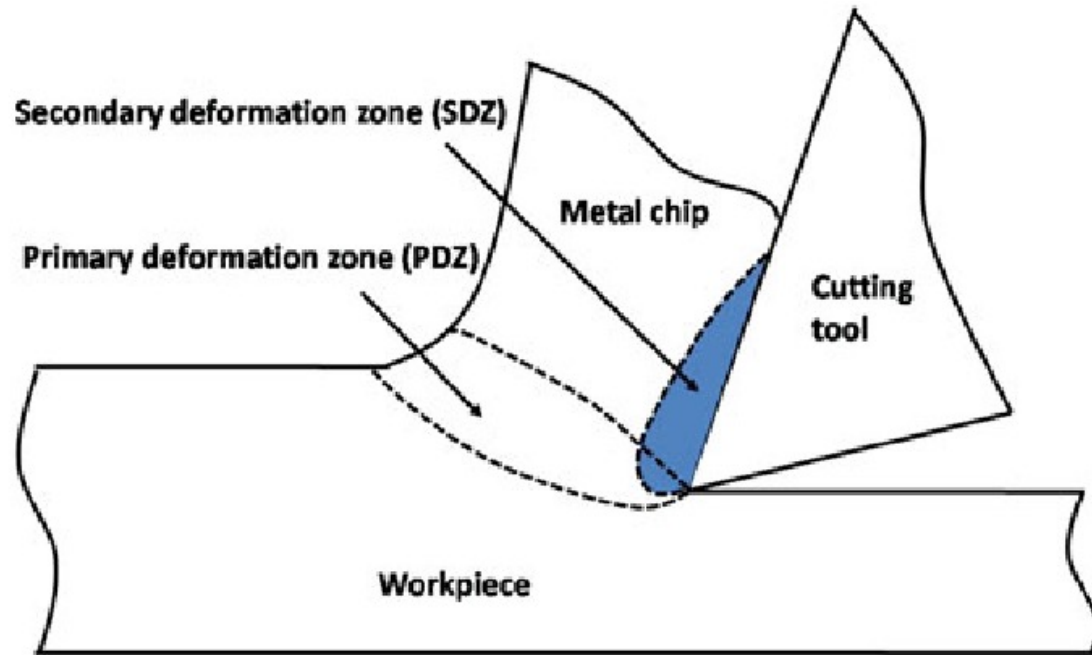 Secondary deformation zone (SDZ)
Metal chip
Primary deformation zone (PDZ)
Cutting
tool
Workpiece